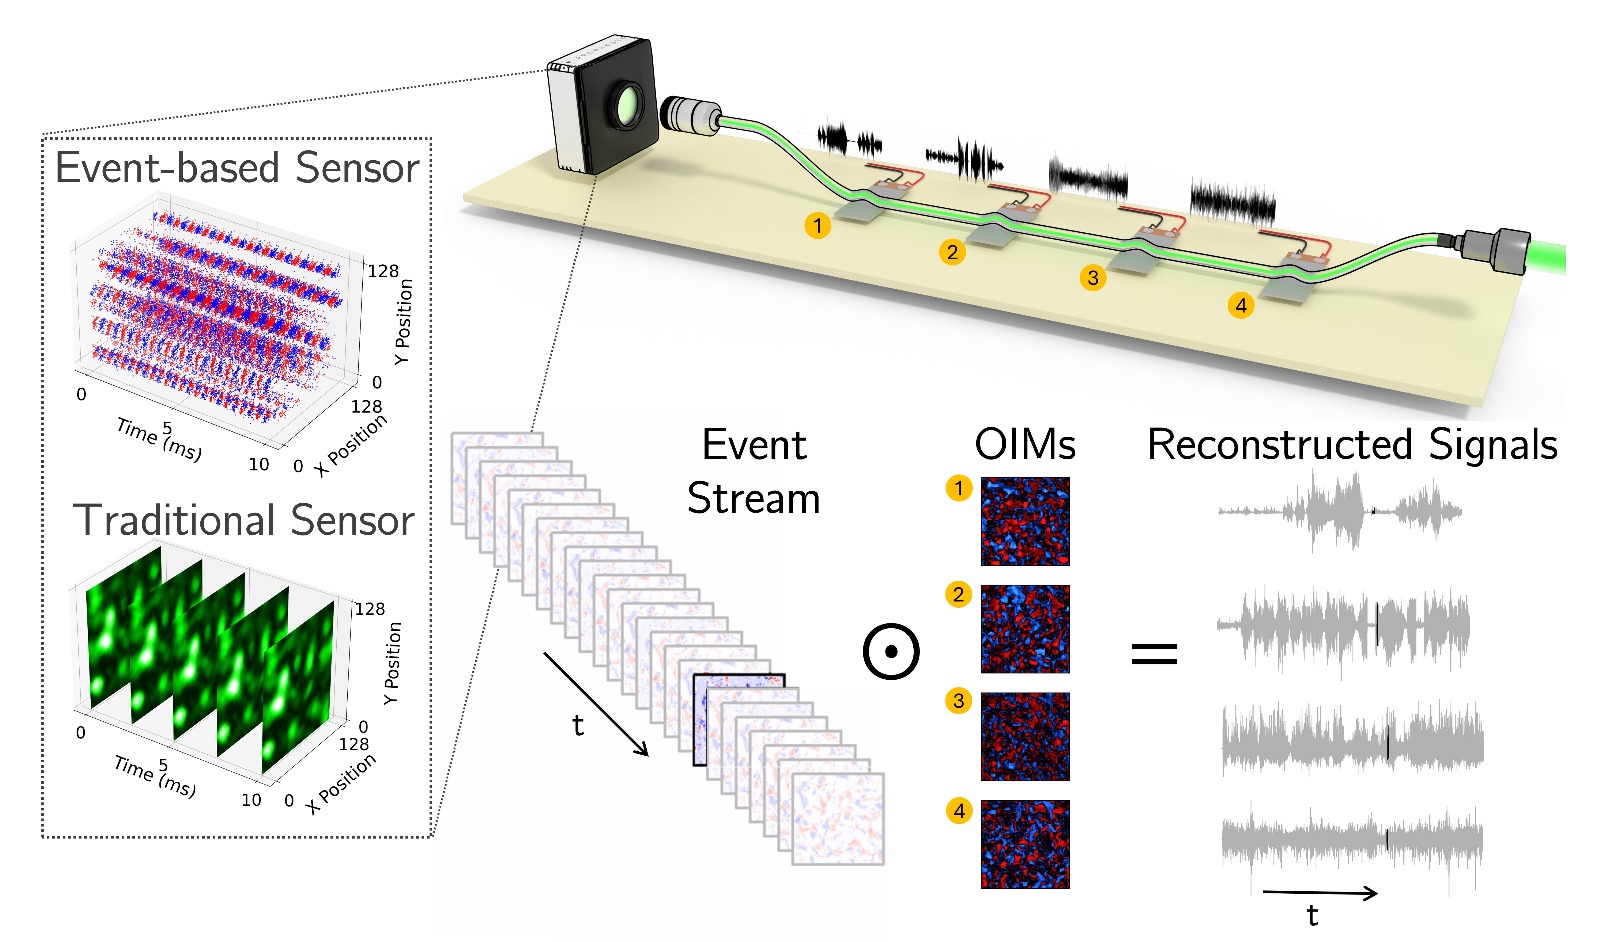 Event-based Sensor
128
Y Position
0
0
5
10
Time (ms)
0
128
X Position
Traditional Sensor
128
Y Position
0
0
5
10
Time (ms)
0
128
X Position
1
2
3
4
Event
Stream
t
OIMs
1
2
3
4
=
Reconstructed Signals
t